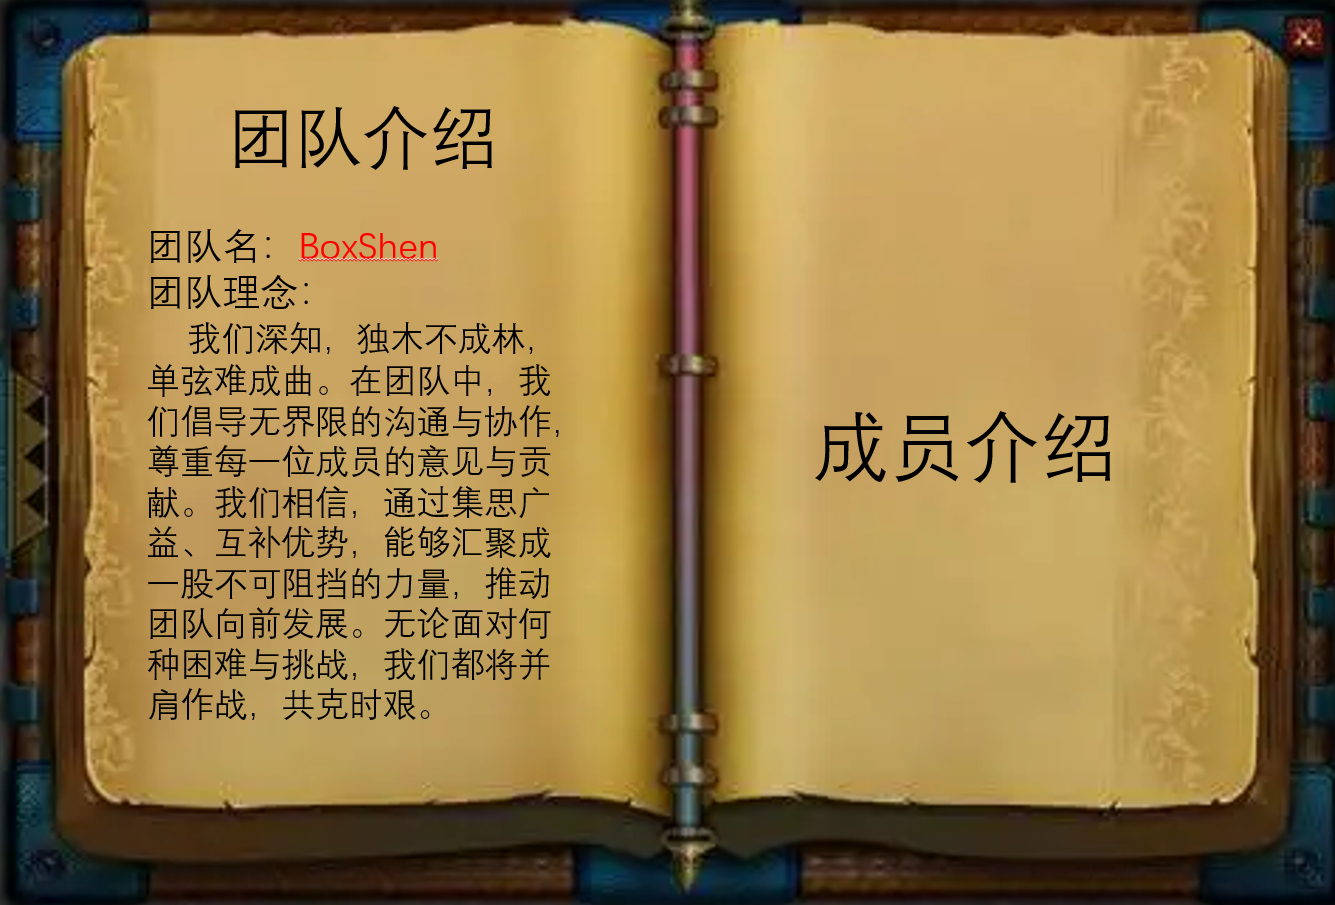 团队介绍
团队名：BoxShen
团队理念：
我们深知，独木不成林，
单弦难成曲。在团队中，我
们倡导无界限的沟通与协作，
尊重每一位成员的意见与贡
献。我们相信，通过集思广
益、互补优势，能够汇聚成
一股不可阻挡的力量，推动
团队向前发展。无论面对何
种困难与挑战，我们都将并
肩作战，共克时艰。
成员介绍